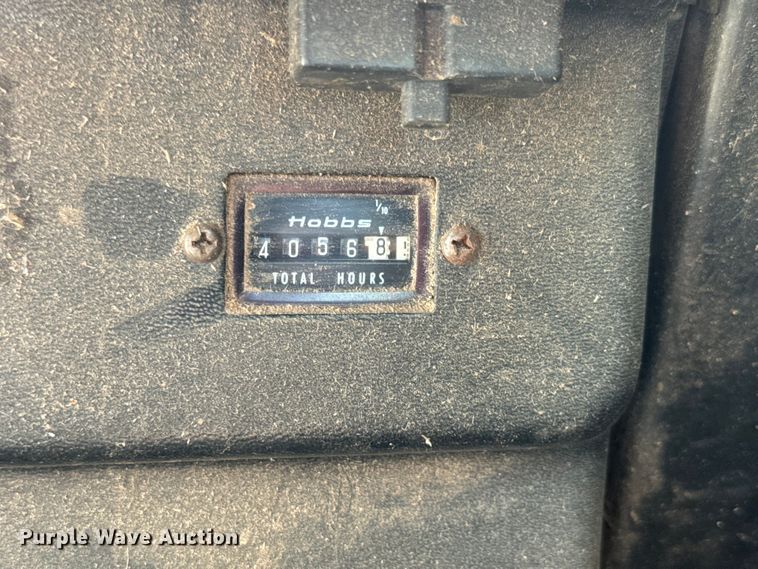 1/10
Hobbs
4 0 5 6 8
TOTAL HOURS
Purple Wave Auction